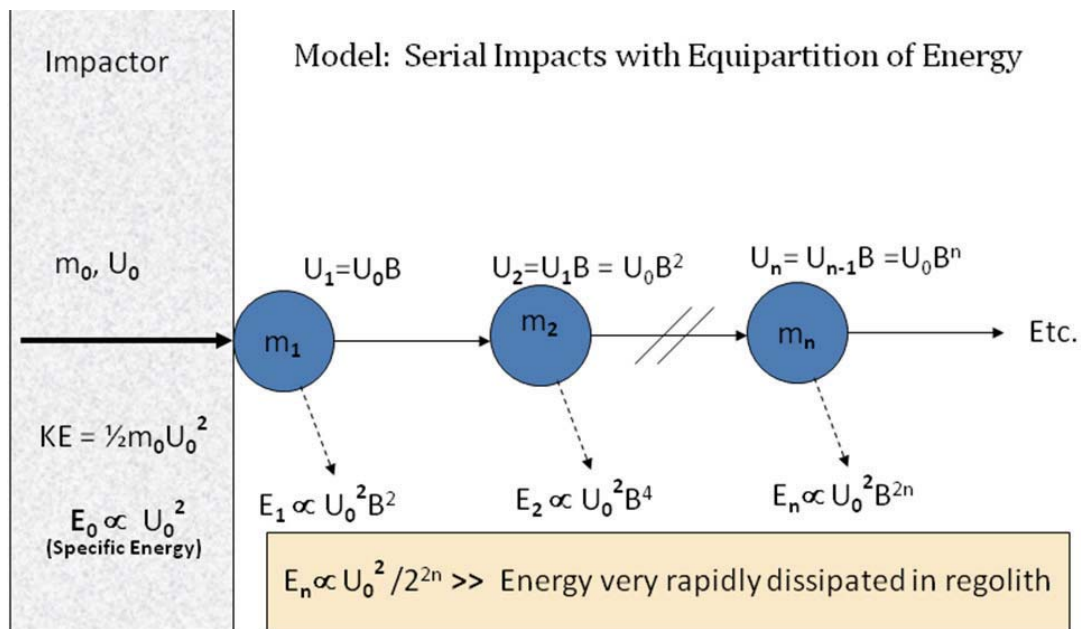 Impactor
Model: Serial Impacts with Equipartition of Energy
m₀, U₀
U₁=U₀B
U₂=U₁B = U₀B²
Uₙ= Uₙ₋₁B =U₀Bⁿ
m₁
m₂
mₙ
Etc.
KE = ½m₀U₀²
E₁ ∝ U₀²B²
E₂ ∝ U₀²B⁴
Eₙ∝ U₀²B²ⁿ
E₀ ∝ U₀²
(Specific Energy)
Eₙ∝ U₀²/2²ⁿ >> Energy very rapidly dissipated in regolith